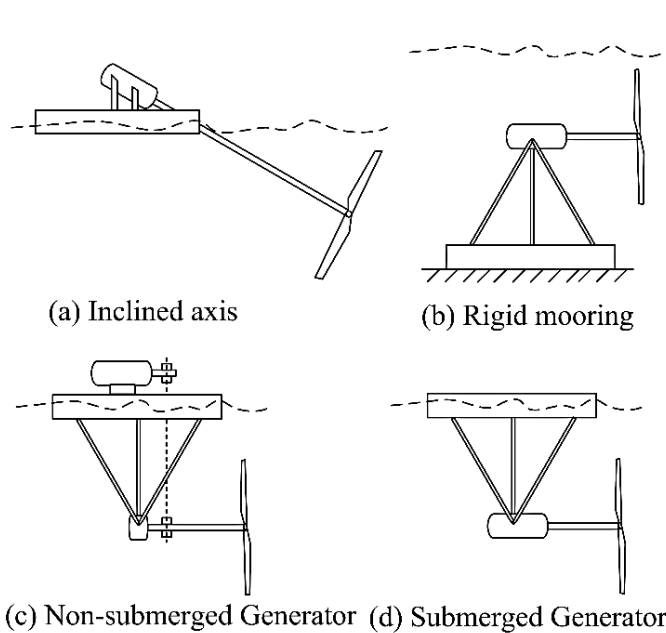 (a) Inclined axis
(b) Rigid mooring
(c) Non-submerged Generator
(d) Submerged Generator